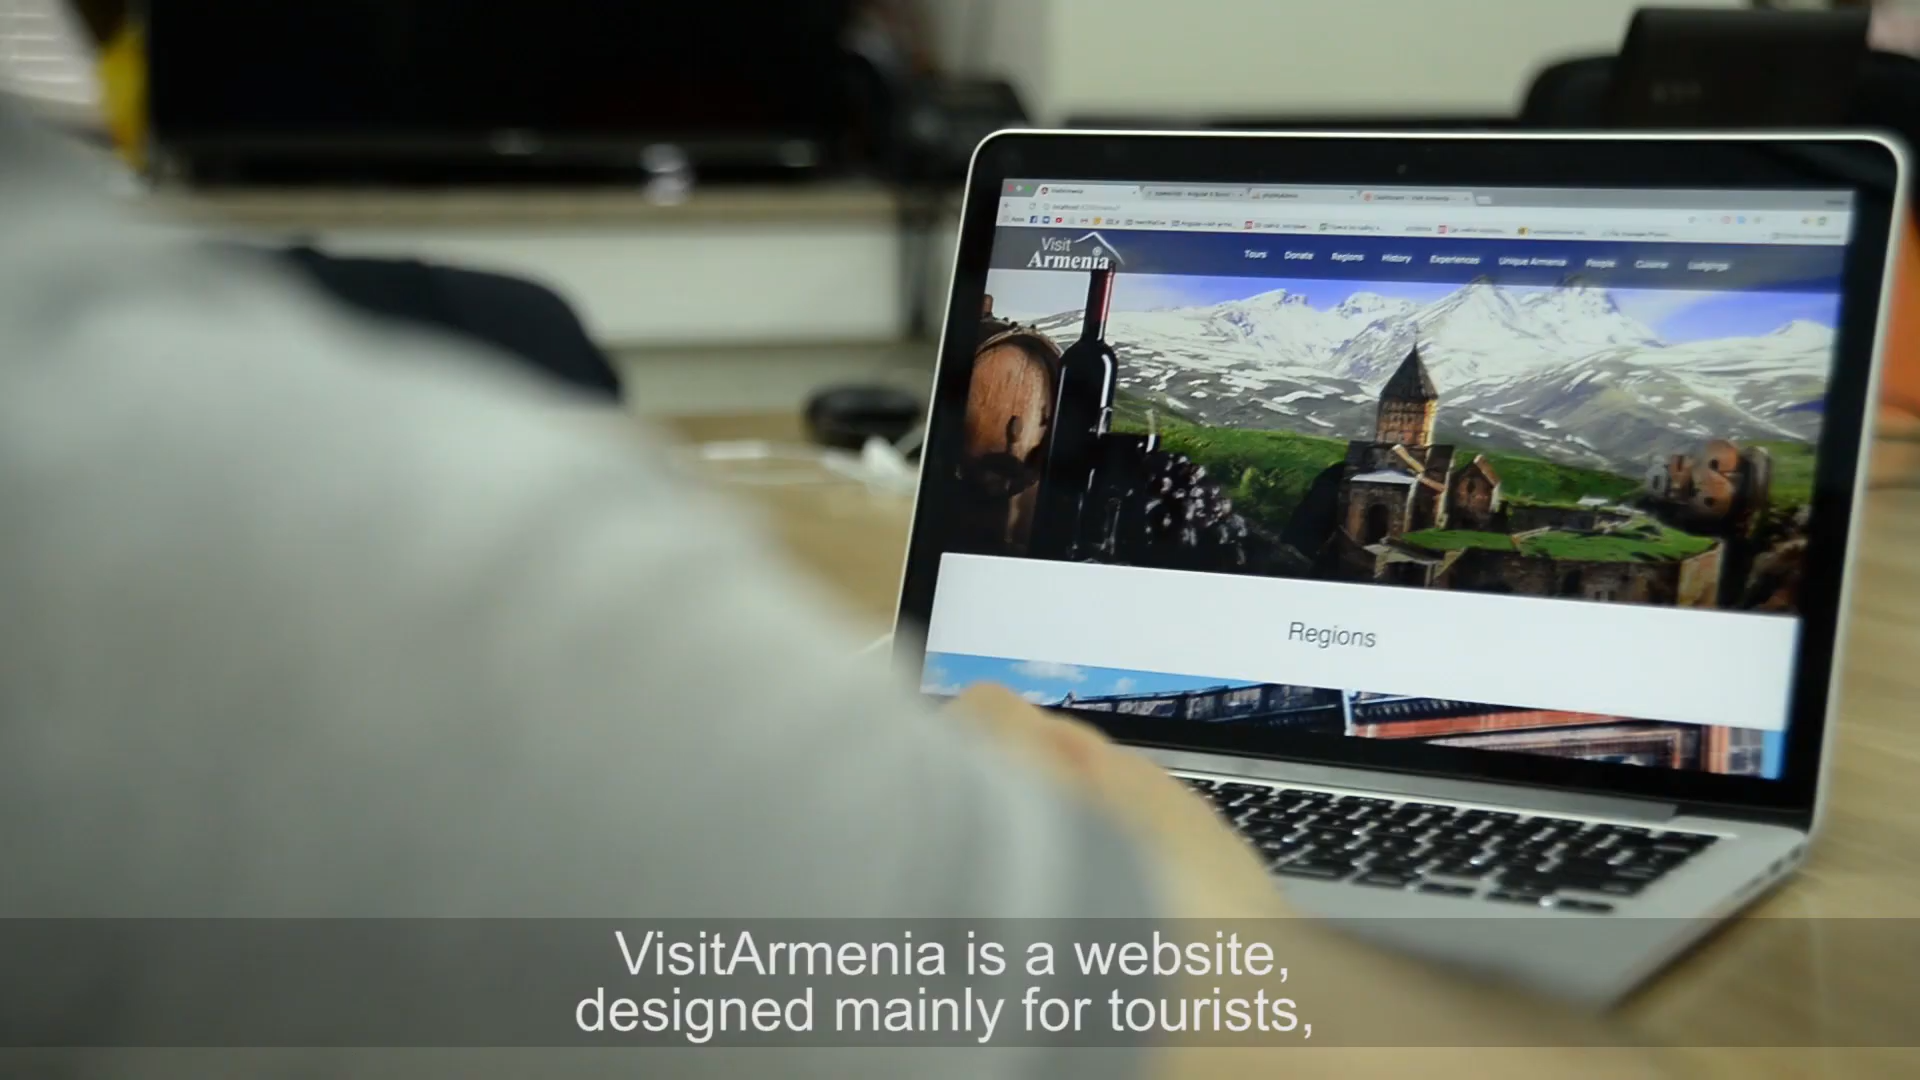 VisitArmenia
Visit
Armenia
Tours Donate Regions History Experiences Unique Armenia People Cuisine Lodgings
Regions
VisitArmenia is a website,
designed mainly for tourists,